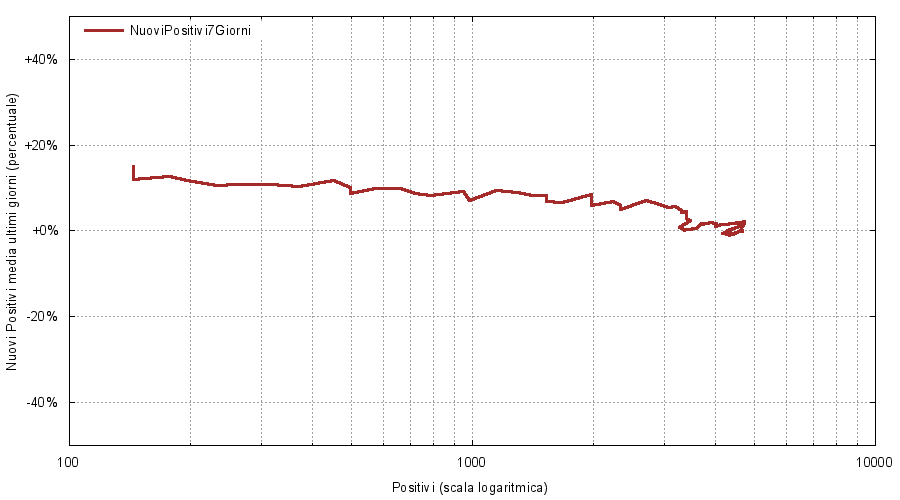 NuoviPositivi7Giorni
+40%
+20%
+0%
-20%
-40%
Nuovi Positivi media ultimi giorni (percentuale)
100
1000
10000
Positivi (scala logaritmica)